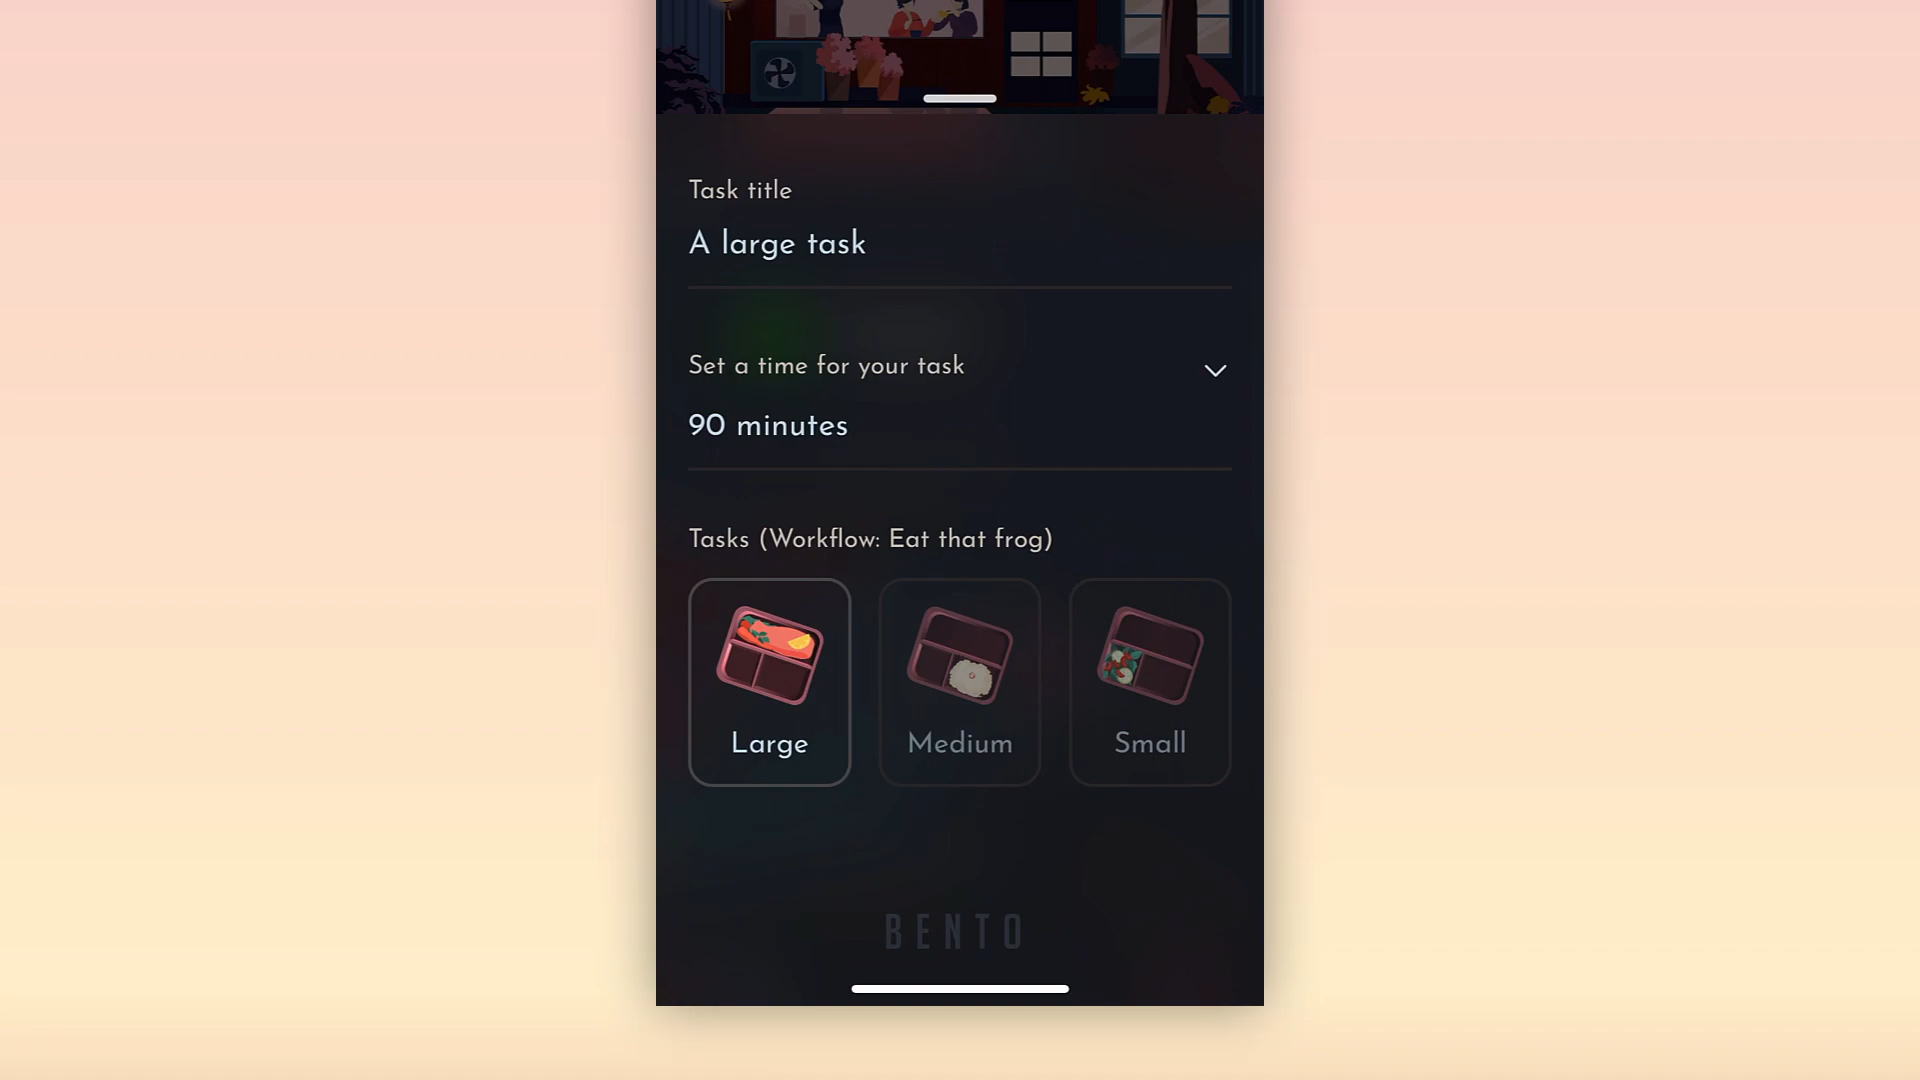 Task title
A large task
Set a time for your task
90 minutes
Tasks (Workflow: Eat that frog)
Large
Medium
Small
BENTO